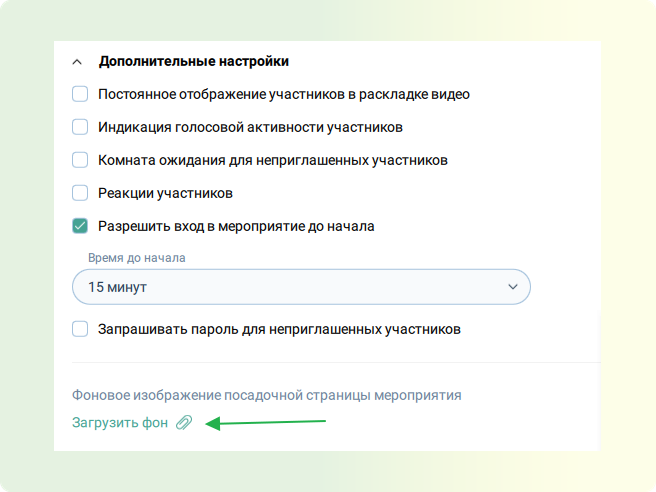 Дополнительные настройки
Постоянное отображение участников в раскладке видео
Индикация голосовой активности участников
Комната ожидания для неприглашенных участников
Реакции участников
Разрешить вход в мероприятие до начала
Время до начала
15 минут
Запрашивать пароль для неприглашенных участников
Фоновое изображение посадочной страницы мероприятия
Загрузить фон